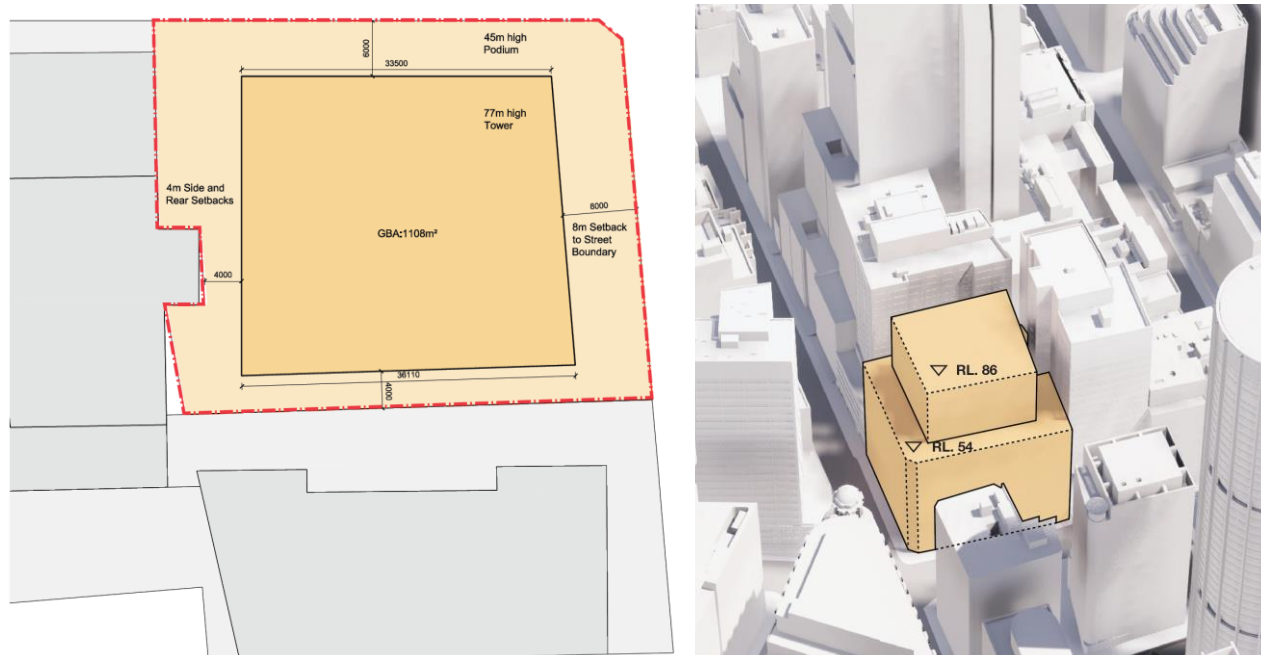 45m high
Podium
6000
33500
77m high
Tower
4m Side and
Rear Setbacks
8000
8m Setback
to Street
Boundary
GBA:1108m²
4000
36110
4000
RL. 86
RL. 54